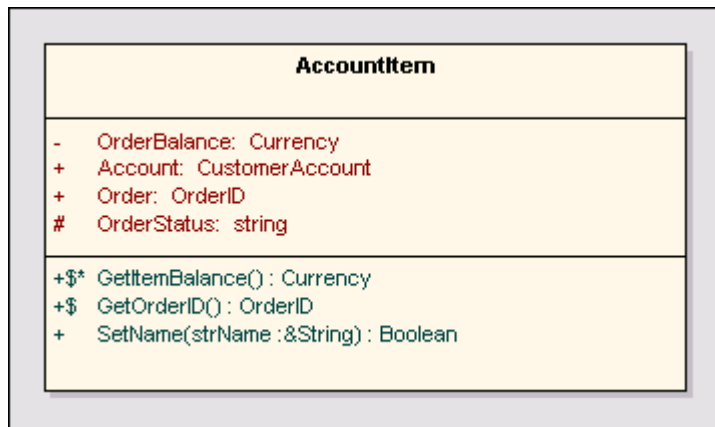 AccountItem
- OrderBalance: Currency
+ Account: CustomerAccount
+ Order: OrderID
# OrderStatus: string
+$* GetItemBalance() : Currency
+$ GetOrderID() : OrderID
+ SetName(strName :&String) : Boolean